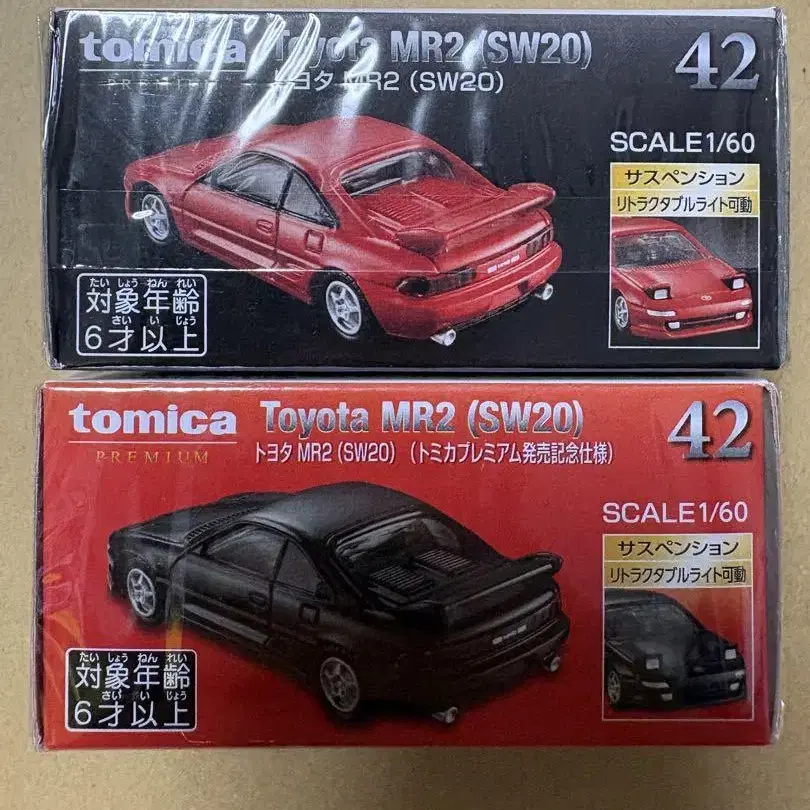 tomica Toyota MR2 (SW20) 42
PREMIUM トヨタ MR2 (SW20)
SCALE1/60
サスペンション
リトラクタブルライト可動
たい しょう ねん れい
対象年齢
さい い じょう
6才以上
tomica Toyota MR2 (SW20) 42
PREMIUM トヨタ MR2 (SW20) (トミカプレミアム発売記念仕様)
SCALE1/60
サスペンション
リトラクタブルライト可動
たい しょう ねん れい
対象年齢
さい い じょう
6才以上